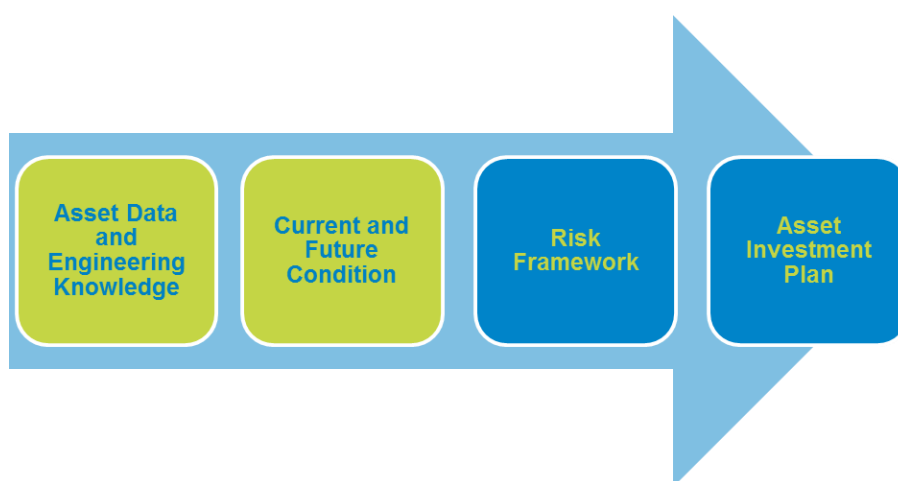 Asset Data
and
Engineering
Knowledge
Current and
Future
Condition
Risk
Framework
Asset
Investment
Plan